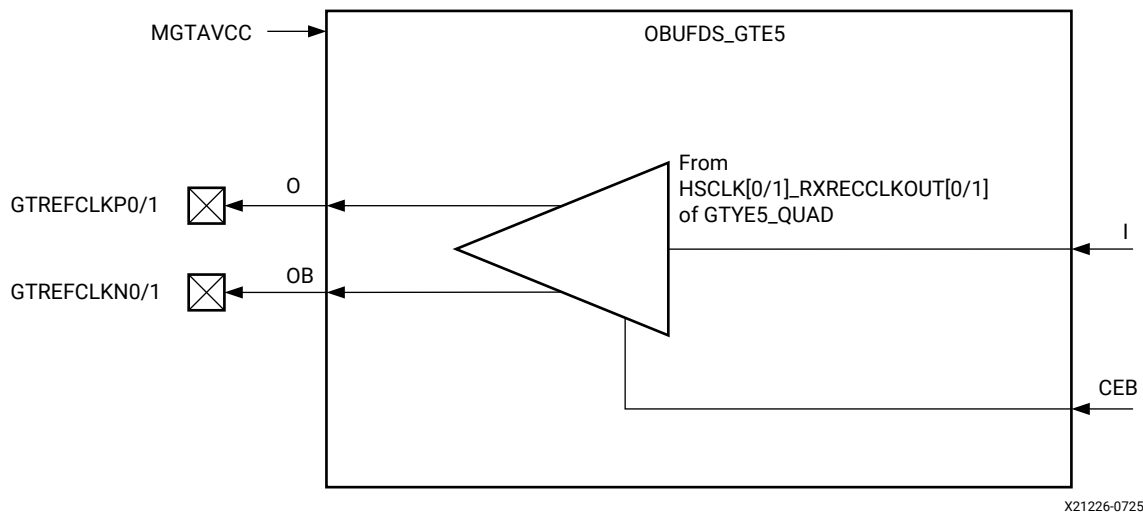 MGTAVCC
OBUFDS_GTE5
From
HSCLK[0/1]_RXRECCLKOUT[0/1]
of GTYE5_QUAD
O
GTREFCLKP0/1
I
OB
GTREFCLKN0/1
CEB
X21226-0725